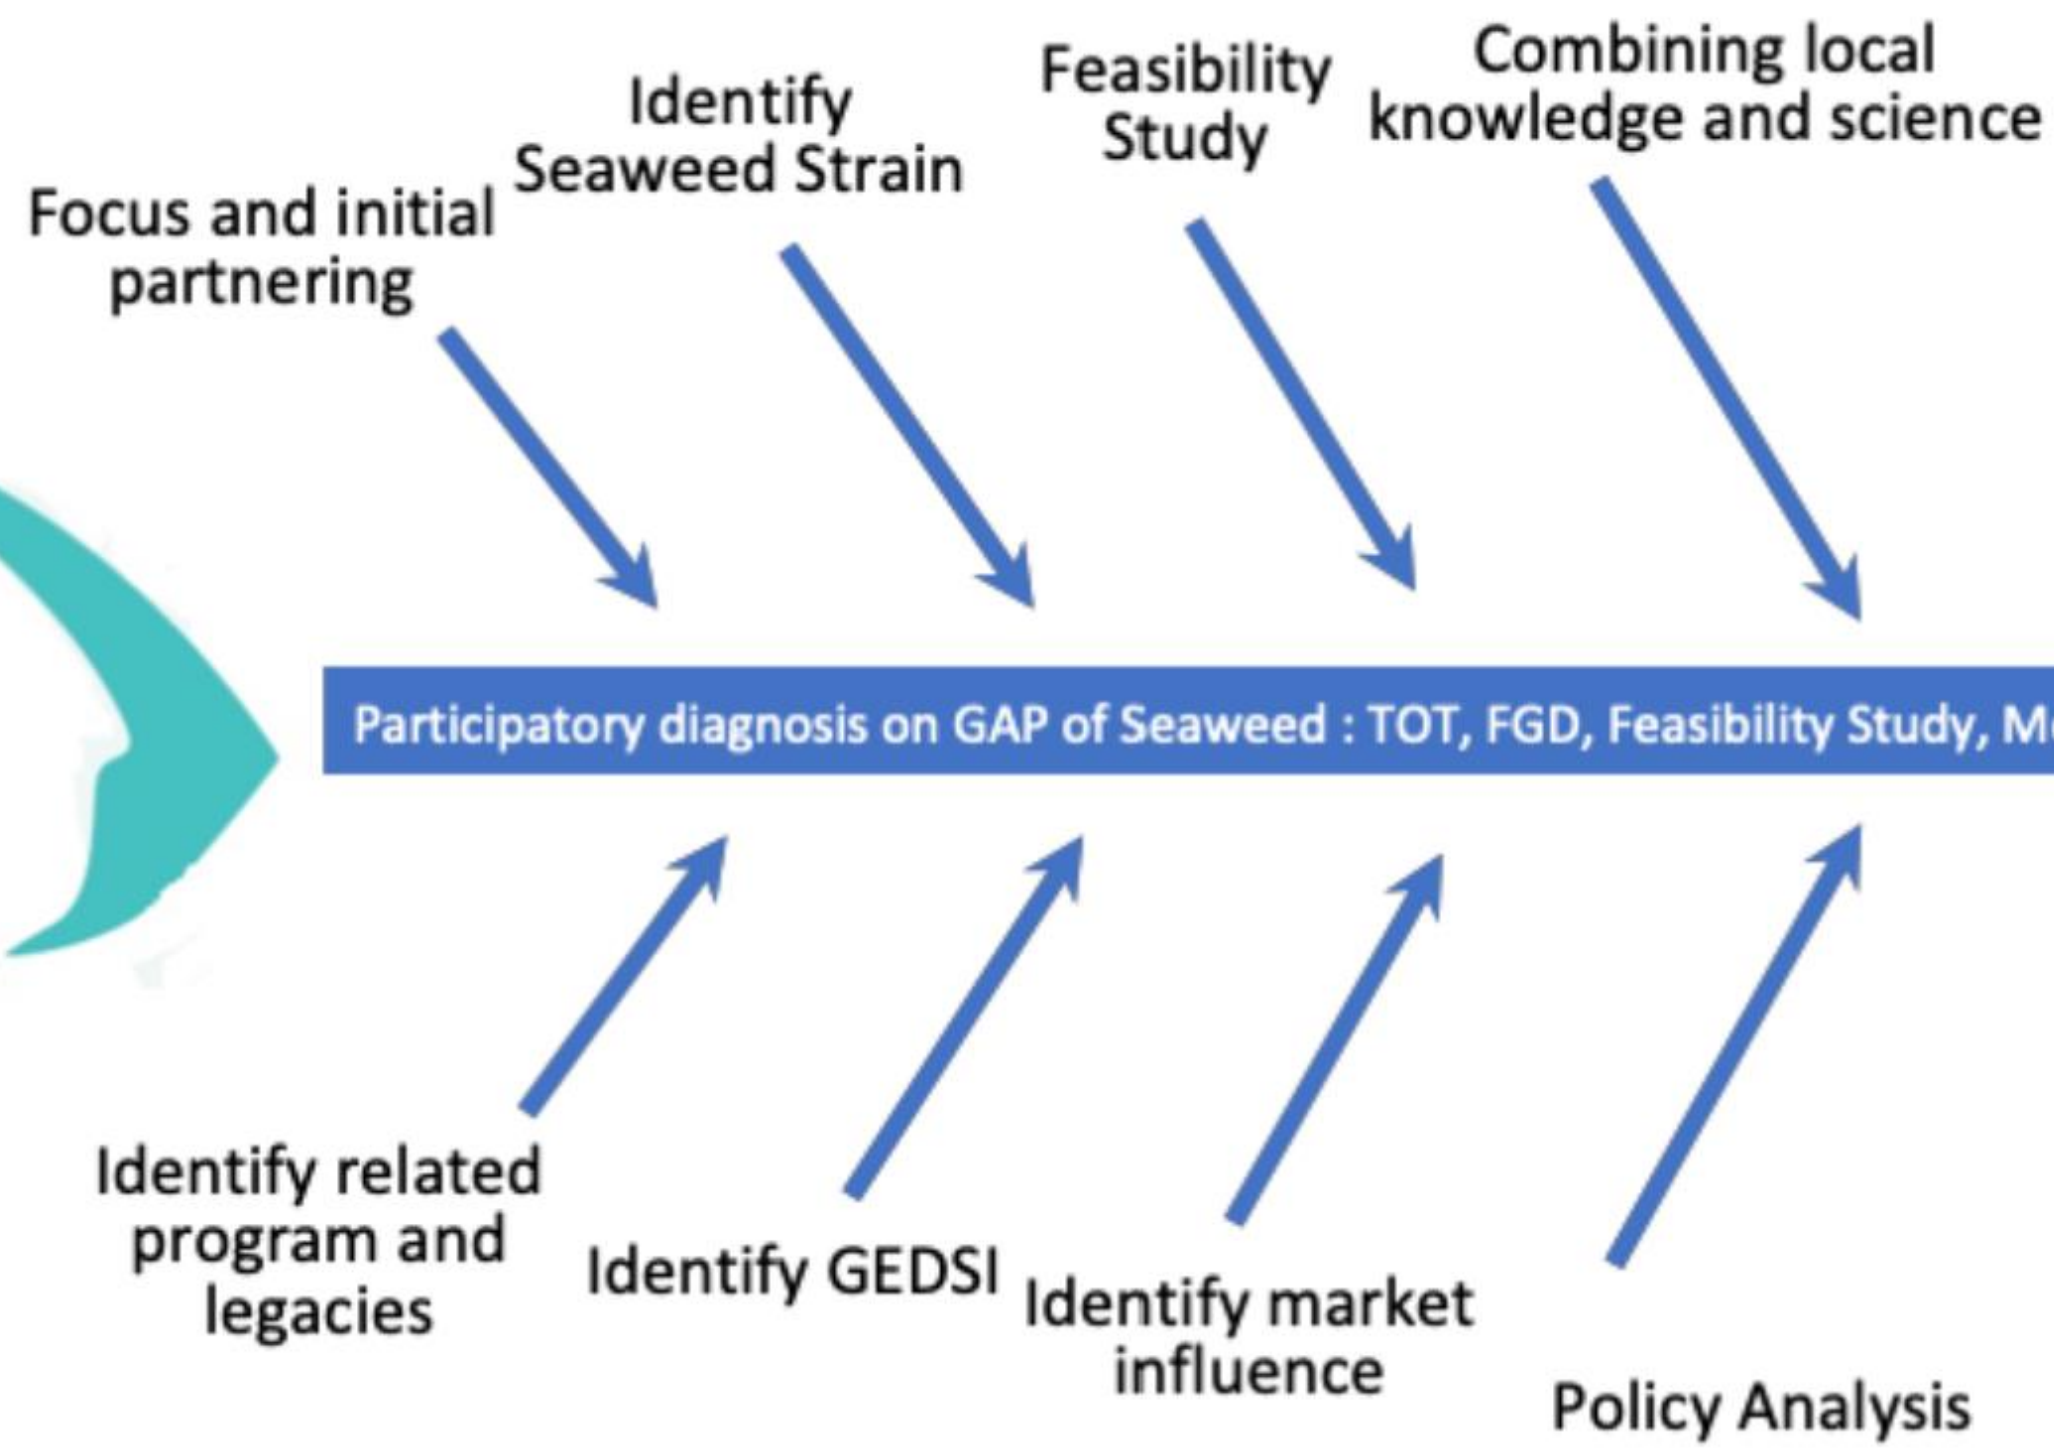 Combining local
knowledge and science
Feasibility
Study
Identify
Seaweed Strain
Focus and initial
partnering
Participatory diagnosis on GAP of Seaweed : TOT, FGD, Feasibility Study,
Identify related
program and
legacies
Identify GEDSI
Identify market
influence
Policy Analysis